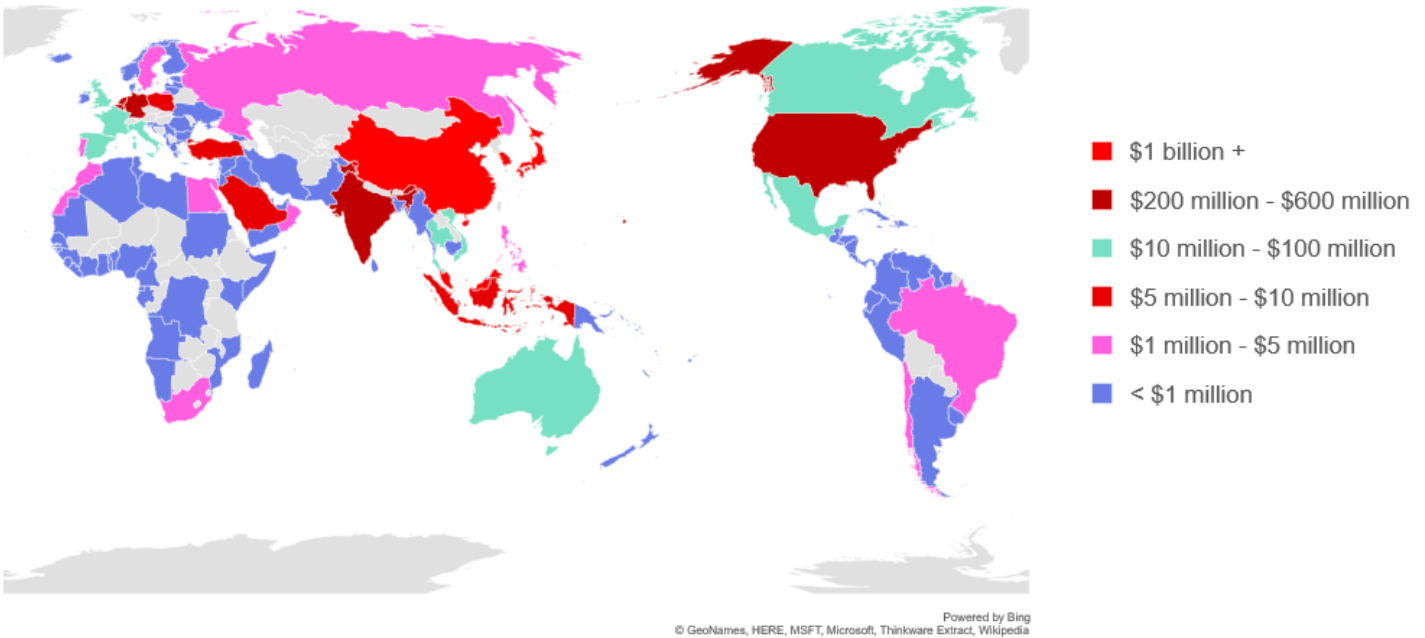 $1 billion +
$200 million - $600 million
$10 million - $100 million
$5 million - $10 million
$1 million - $5 million
< $1 million
Powered by Bing
© GeoNames, HERE, MSFT, Microsoft, Thinkware Extract, Wikipedia